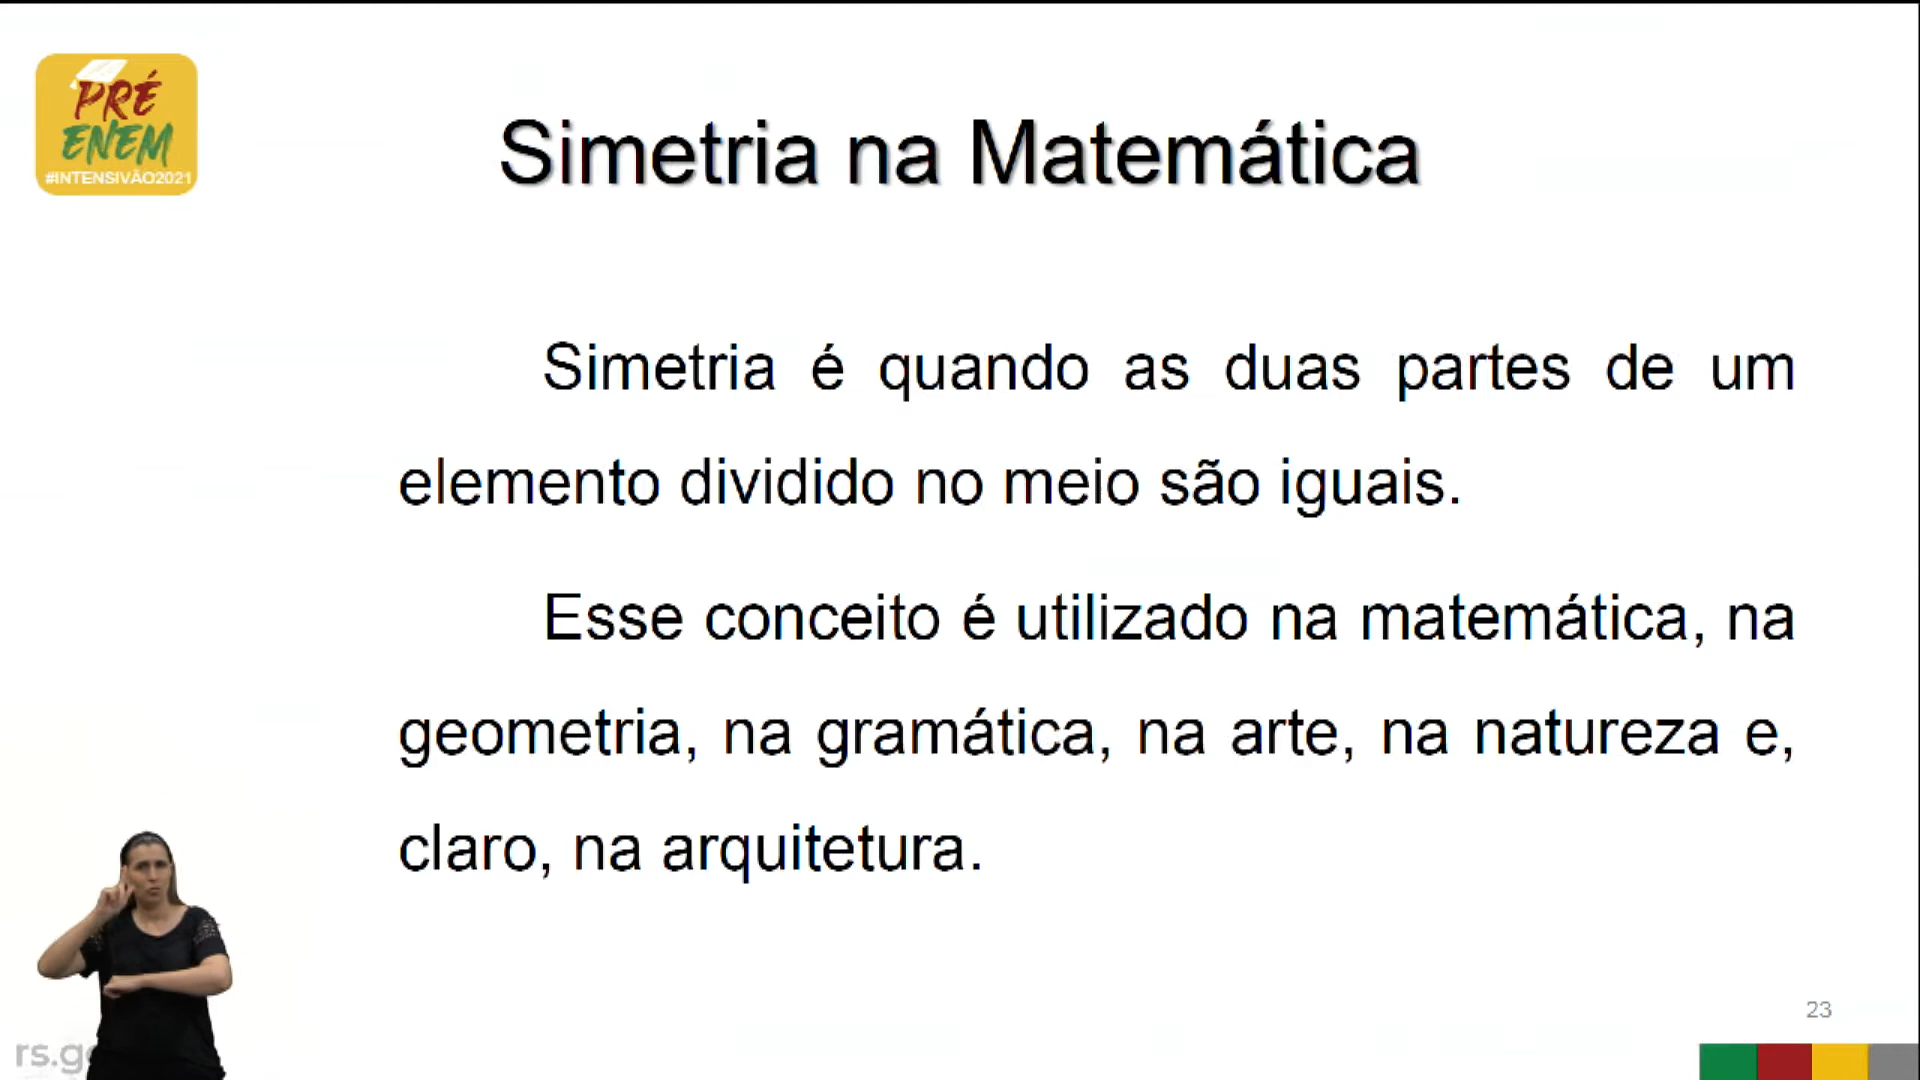 PRÉ
ENEM
#INTENSIVÃO2021
Simetria na Matemática
Simetria é quando as duas partes de um
elemento dividido no meio são iguais.
Esse conceito é utilizado na matemática, na
geometria, na gramática, na arte, na natureza e,
claro, na arquitetura.
23
rs.g